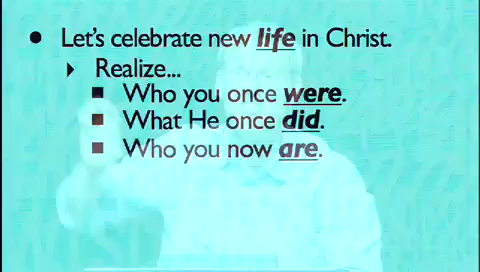 Let's celebrate new life in Christ.
Realize...
Who you once were.
What He once did.
Who you now are.